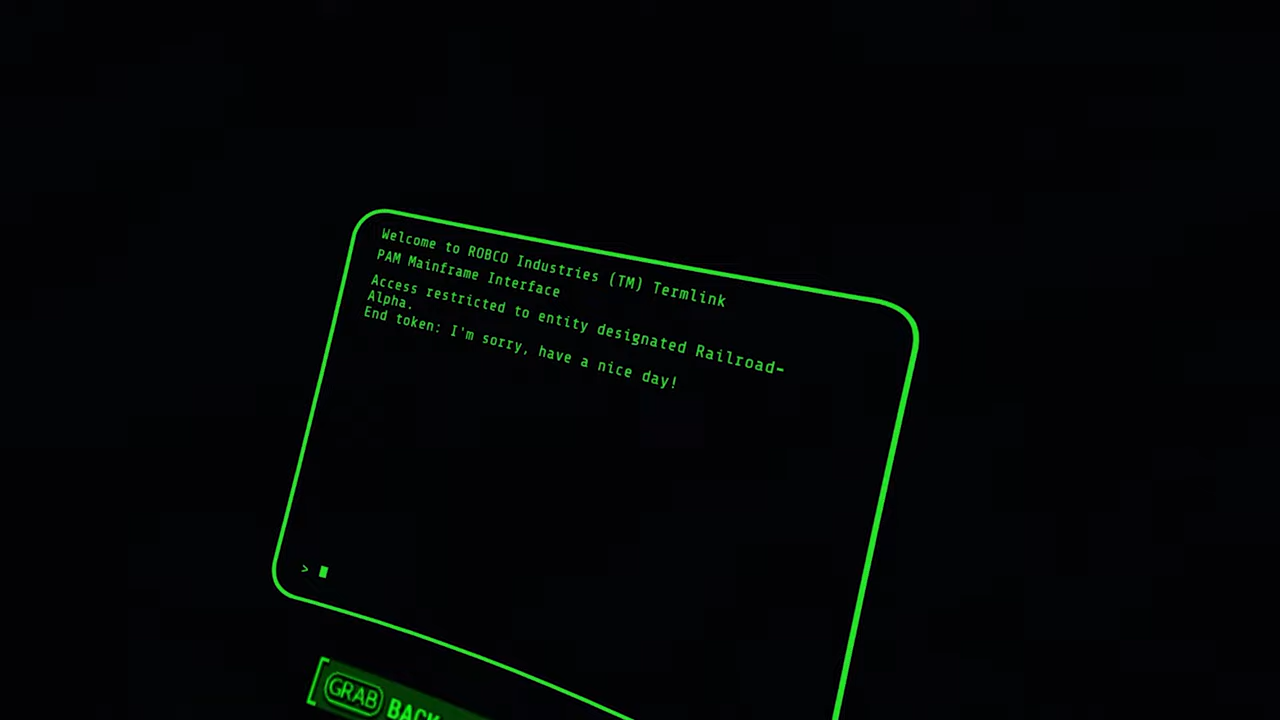 Welcome to ROBCO Industries (TM) Termlink
PAM Mainframe Interface
Access restricted to entity designated Railroad-
Alpha.
End token: I'm sorry, have a nice day!
>
GRAB BACK